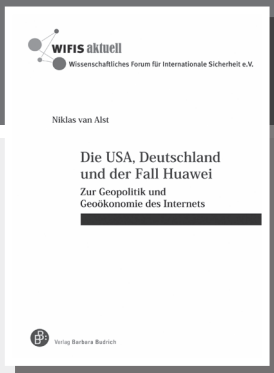 WIFIS aktuell
Wissenschaftliches Forum für Internationale Sicherheit e.V.
Niklas van Alst
Die USA, Deutschland
und der Fall Huawei
Zur Geopolitik und
Geoökonomie des Internets
B B B
Verlag Barbara Budrich